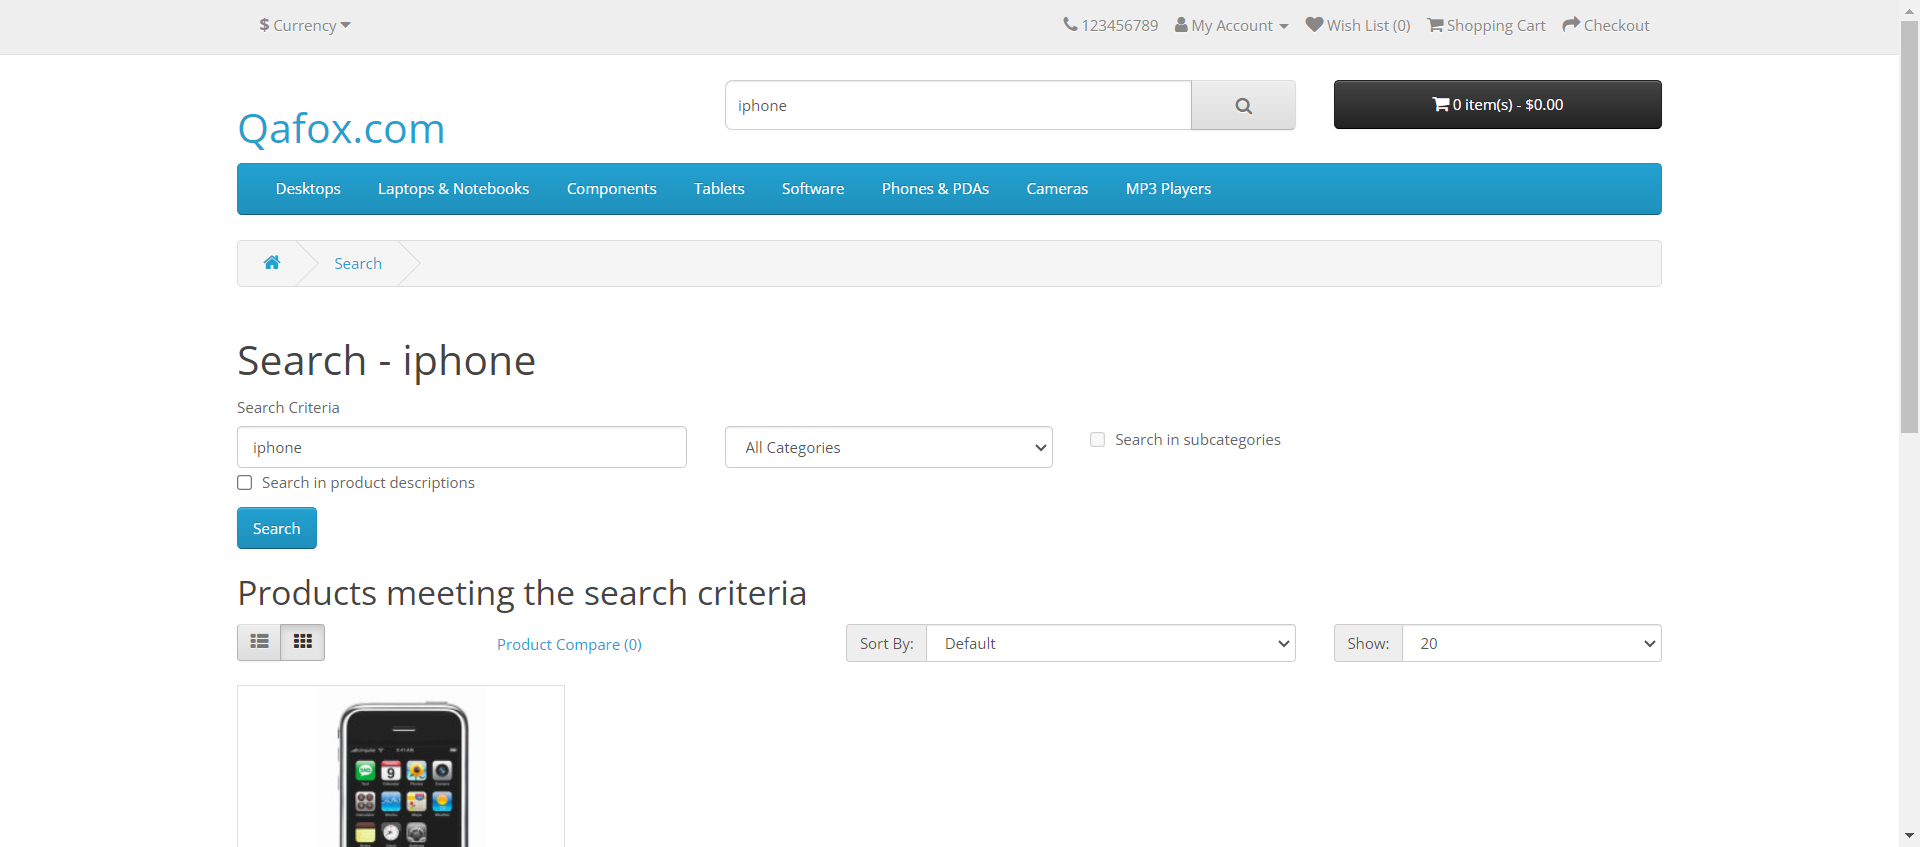 $ Currency
123456789 My Account Wish List (0) Shopping Cart Checkout
iphone
0 item(s) - $0.00
Qafox.com
Desktops Laptops & Notebooks Components Tablets Software Phones & PDAs Cameras MP3 Players
Search
Search - iphone
Search Criteria
iphone
All Categories
Search in subcategories
Search in product descriptions
Search
Products meeting the search criteria
Product Compare (0)
Sort By: Default
Show: 20
9